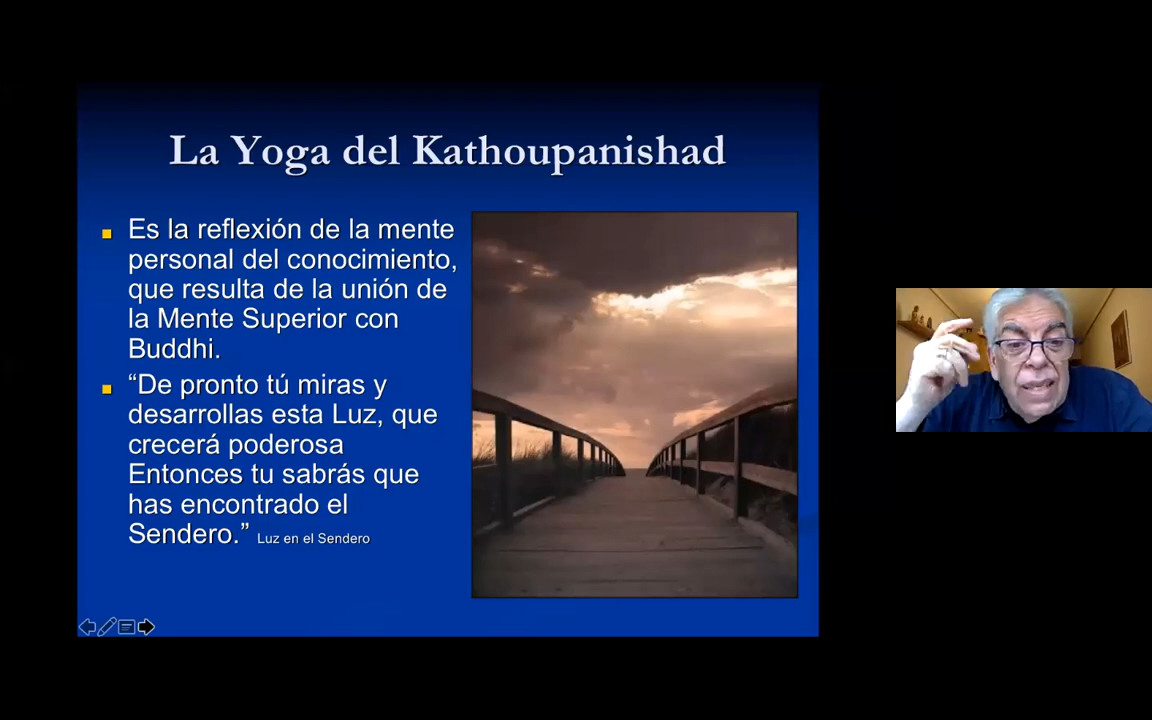 La Yoga del Kathoupanishad
Es la reflexión de la mente
personal del conocimiento,
que resulta de la unión de
la Mente Superior con
Buddhi.
“De pronto tú miras y
desarrollas esta Luz, que
crecerá poderosa
Entonces tu sabrás que
has encontrado el
Sendero.” Luz en el Sendero